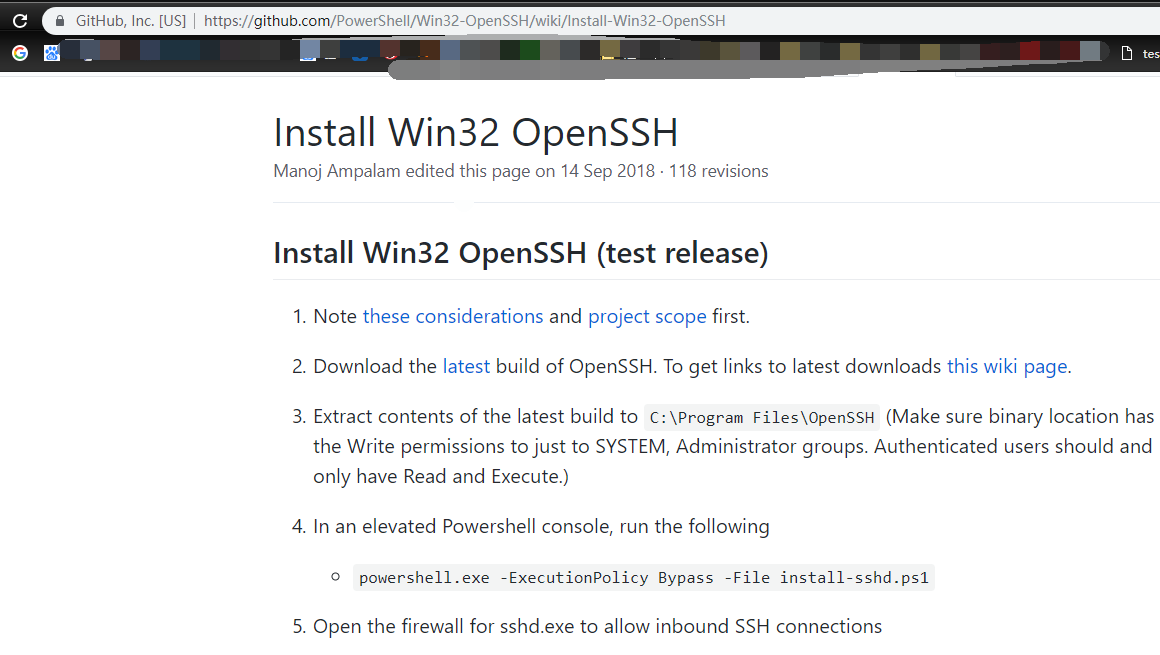 GitHub, Inc. [US] | https://github.com/PowerShell/Win32-OpenSSH/wiki/Install-Win32-OpenSSH
Install Win32 OpenSSH
Manoj Ampalam edited this page on 14 Sep 2018 · 118 revisions
Install Win32 OpenSSH (test release)
1. Note these considerations and project scope first.
2. Download the latest build of OpenSSH. To get links to latest downloads this wiki page.
3. Extract contents of the latest build to C:\Program Files\OpenSSH (Make sure binary location has
the Write permissions to just to SYSTEM, Administrator groups. Authenticated users should and
only have Read and Execute.)
4. In an elevated Powershell console, run the following
powershell.exe -ExecutionPolicy Bypass -File install-sshd.ps1
5. Open the firewall for sshd.exe to allow inbound SSH connections